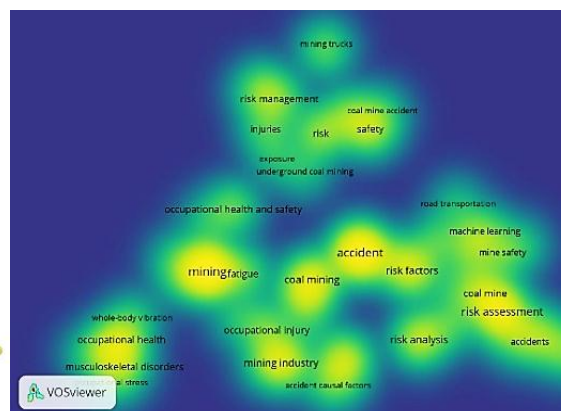 mining trucks
risk management
coal mine accident
injuries
risk
safety
exposure
underground coal mining
occupational health and safety
road transportation
machine learning
mine safety
accident
mining
fatigue
risk factors
coal mining
coal mine
risk assessment
whole-body vibration
occupational injury
occupational health
risk analysis
accidents
mining industry
musculoskeletal disorders
accident causal factors
stress
VOSviewer